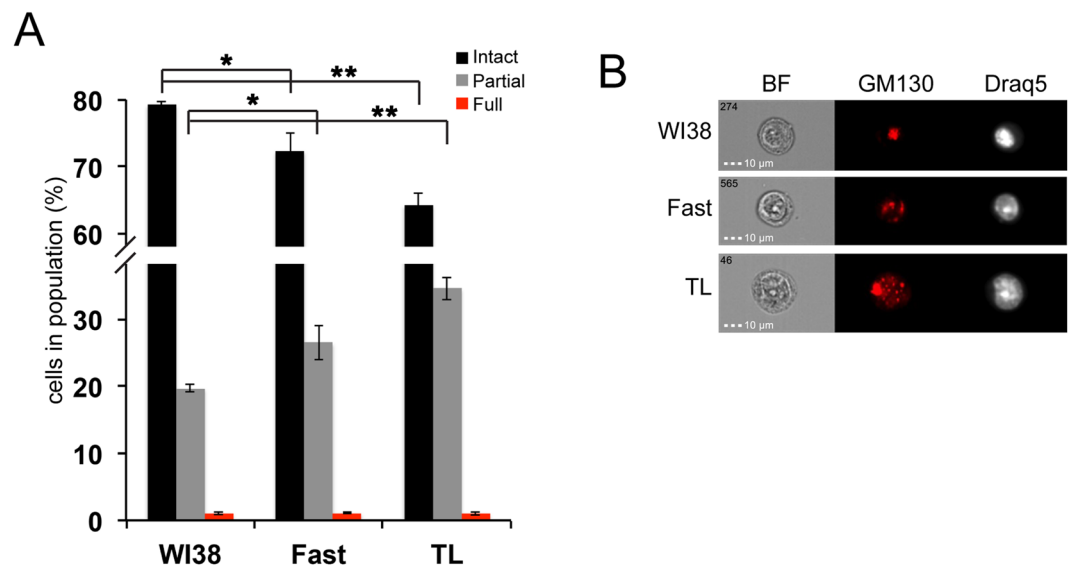 A
* Intact
** Partial
* Full
**
80
70
60
30
20
10
0
cells in population (%)
WI38 Fast TL
B
BF GM130 Draq5
WI38
274
10 µm
Fast
565
10 µm
TL
46
10 µm